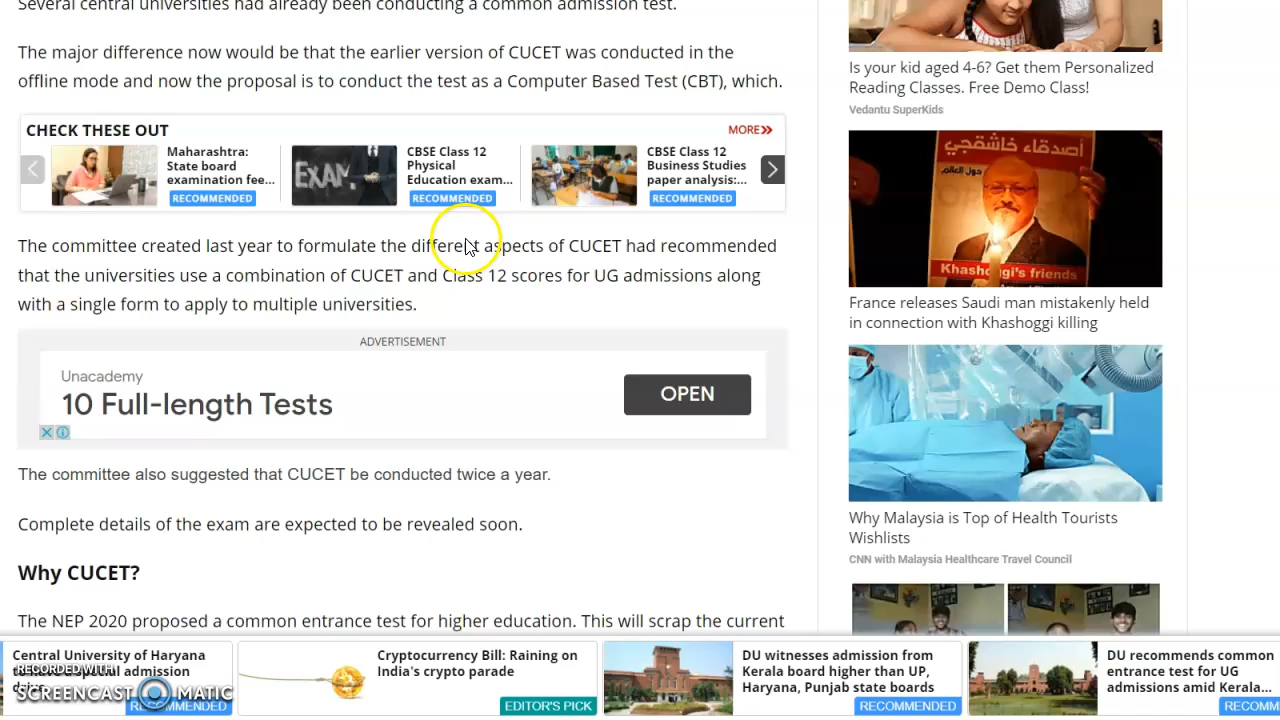 Several central universities had already been conducting a common admission test.
The major difference now would be that the earlier version of CUCET was conducted in the
offline mode and now the proposal is to conduct the test as a Computer Based Test (CBT), which.
CHECK THESE OUT
MORE
Maharashtra:
State board
examination fee...
RECOMMENDED
EXAM
CBSE Class 12
Physical
Education exam...
RECOMMENDED
CBSE Class 12
Business Studies
paper analysis:...
RECOMMENDED
The committee created last year to formulate the different aspects of CUCET had recommended
that the universities use a combination of CUCET and Class 12 scores for UG admissions along
with a single form to apply to multiple universities.
ADVERTISEMENT
Unacademy
10 Full-length Tests
OPEN
The committee also suggested that CUCET be conducted twice a year.
Complete details of the exam are expected to be revealed soon.
Why CUCET?
The NEP 2020 proposed a common entrance test for higher education. This will scrap the current
Is your kid aged 4-6? Get them Personalized
Reading Classes. Free Demo Class!
Vedantu SuperKids
أصدقاء خاشقجي
حول العالم
Khashoggi's friends
France releases Saudi man mistakenly held
in connection with Khashoggi killing
Why Malaysia is Top of Health Tourists
Wishlists
CNN with Malaysia Healthcare Travel Council
Central University of Haryana
admission
RECOMMENDED
RECORDED WITH
SCREENCAST MATIC
Cryptocurrency Bill: Raining on
India's crypto parade
EDITOR'S PICK
DU witnesses admission from
Kerala board higher than UP,
Haryana, Punjab state boards
RECOMMENDED
DU recommends common
entrance test for UG
admissions amid Kerala...
RECOMM